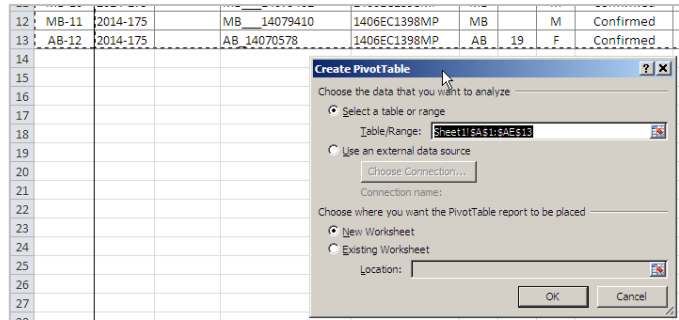 12 MB-11 2014-175 MB___14079410 1406EC1398MP MB M Confirmed
13 AB-12 2014-175 AB_14070578 1406EC1398MP AB 19 F Confirmed
14
15
16
17
18
19
20
21
22
23
24
25
26
27
Create PivotTable
Choose the data that you want to analyze
Select a table or range
Table/Range: Sheet1!$A$1:$AE$13
Use an external data source
Choose Connection...
Connection name:
Choose where you want the PivotTable report to be placed
New Worksheet
Existing Worksheet
Location:
OK Cancel